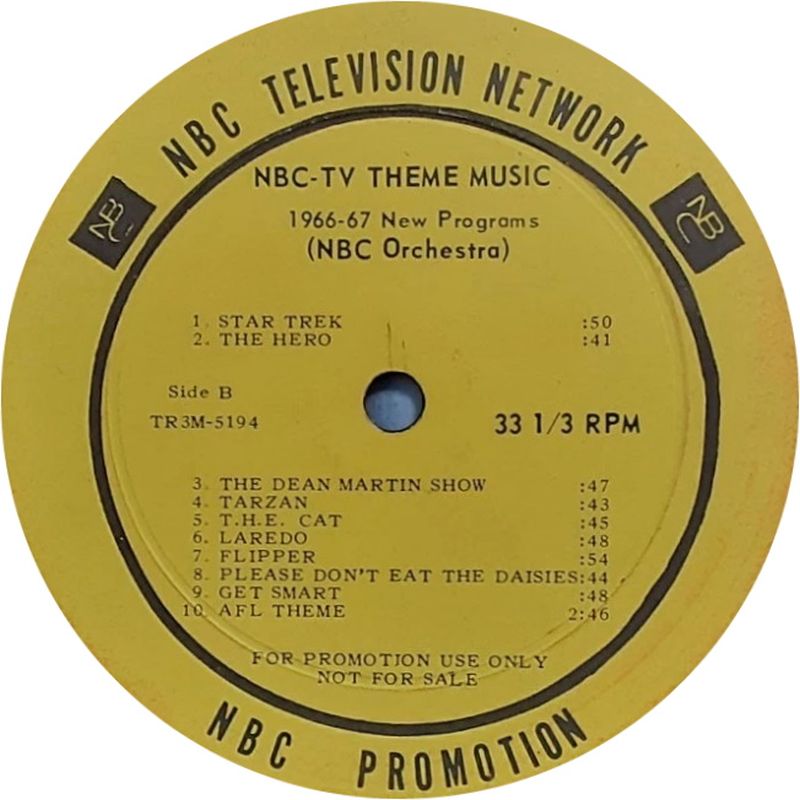 NBC TELEVISION NETWORK
NBC NBC
NBC-TV THEME MUSIC
1966-67 New Programs
(NBC Orchestra)
1. STAR TREK :50
2. THE HERO :41
Side B
TR3M-5194 33 1/3 RPM
3. THE DEAN MARTIN SHOW :47
4. TARZAN :43
5. T.H.E. CAT :45
6. LAREDO :48
7. FLIPPER :54
8. PLEASE DON'T EAT THE DAISIES :44
9. GET SMART :48
10. AFL THEME 2:46
FOR PROMOTION USE ONLY
NOT FOR SALE
NBC PROMOTION